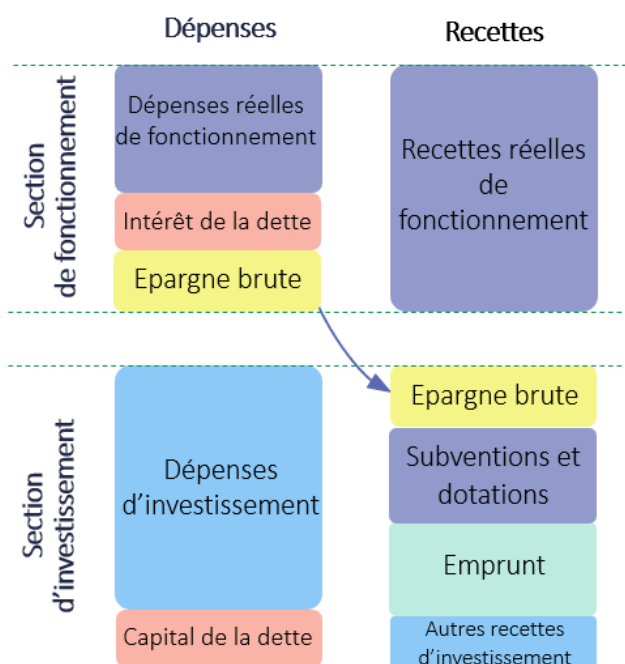 Dépenses
Recettes
Section
de fonctionnement
Dépenses réelles
de fonctionnement
Intérêt de la dette
Epargne brute
Recettes réelles
de
fonctionnement
Section
d'investissement
Dépenses
d'investissement
Capital de la dette
Epargne brute
Subventions et
dotations
Emprunt
Autres recettes
d'investissement